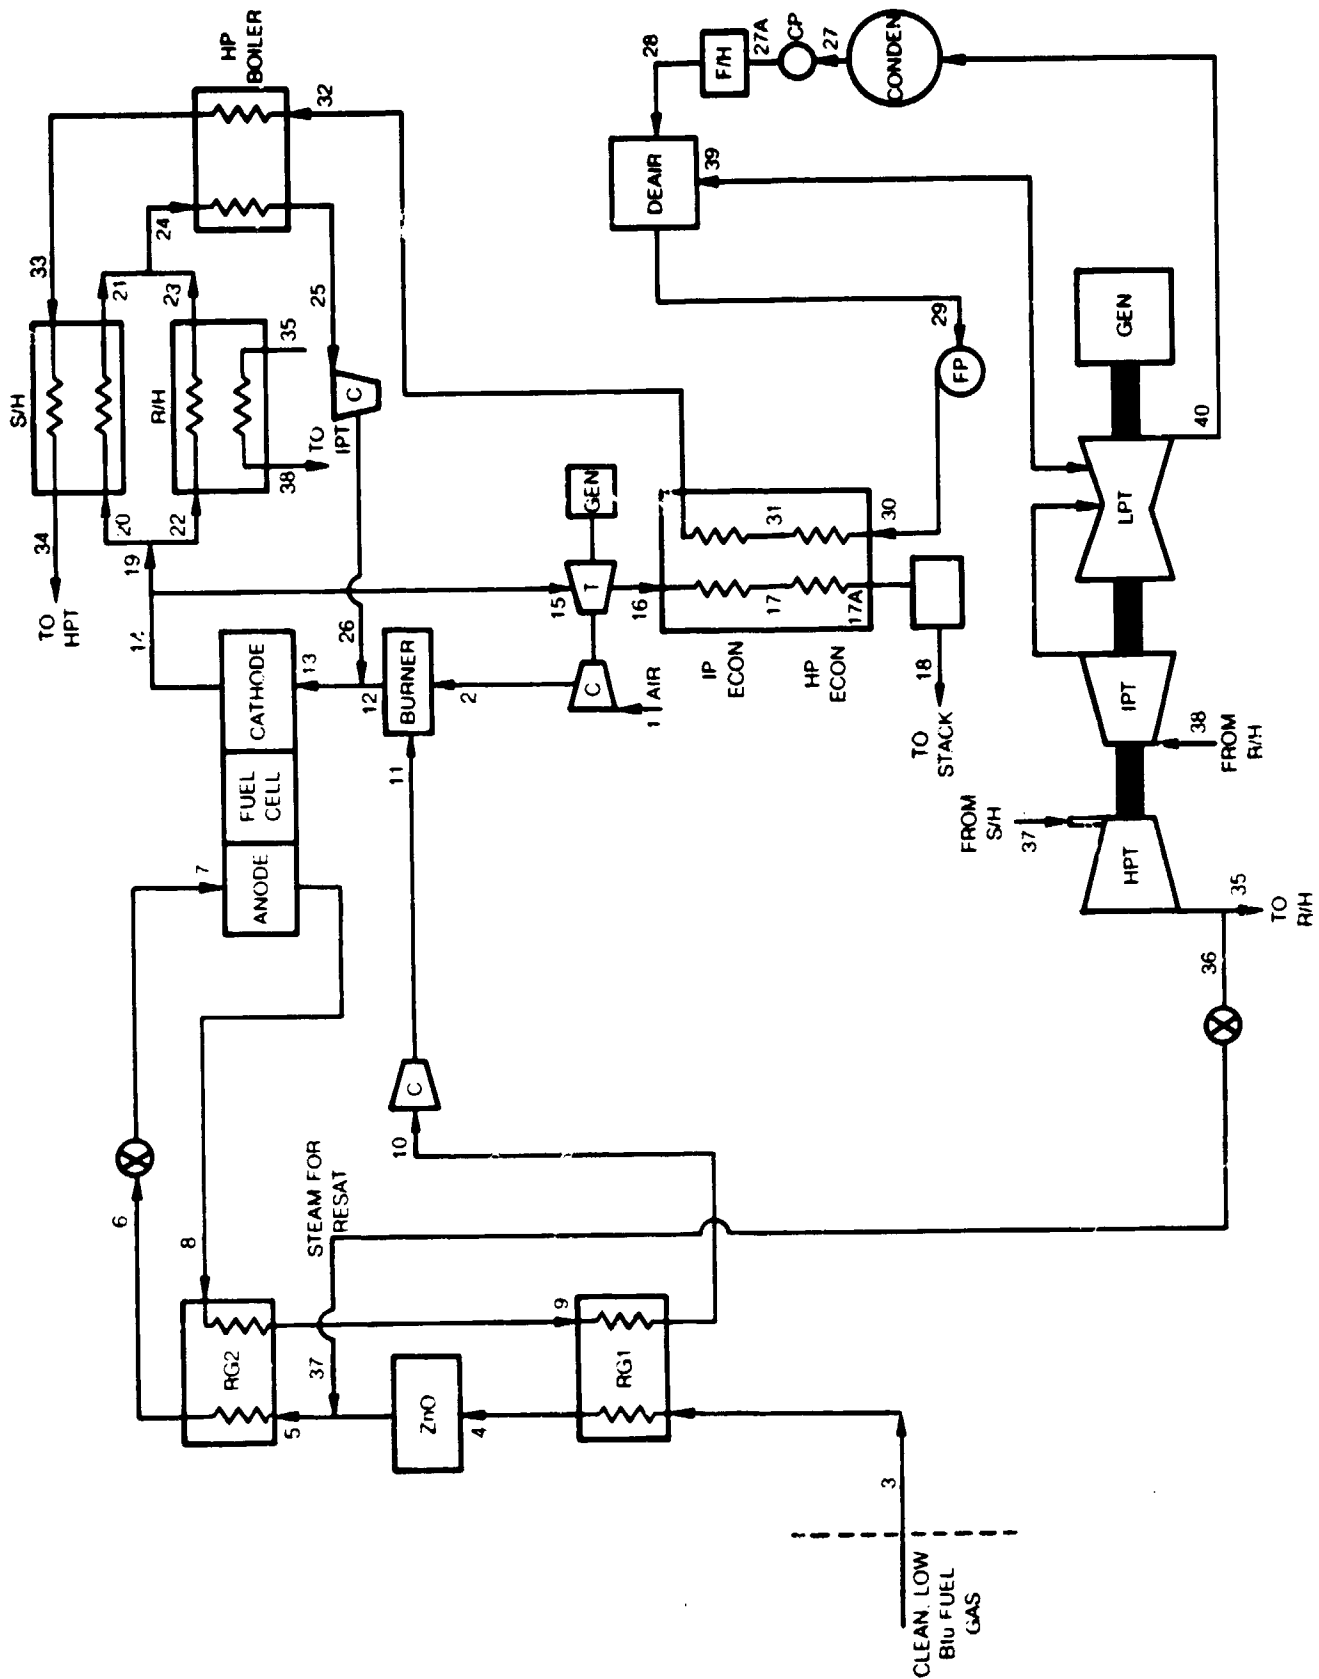 HP
BOILER
32
33
24
S/H
21
23
25
35
R/H
C
TO
IPT
38
34
20
22
19
TO
HPT
14
26
13
12
CATHODE
FUEL
CELL
ANODE
7
BURNER
2
11
C
1 AIR
15
T
GEN
16
IP
ECON
HP
ECON
31
17
30
17A
18
TO
STACK
28
F/H
27A
CP
27
CONDEN
DEAIR
39
29
FP
GEN
40
LPT
IPT
38
FROM
R/H
FROM
S/H
37
HPT
35
TO
R/H
36
C
10
6
8
STEAM FOR
RESAT
RG2
9
37
5
ZnO
4
RG1
3
CLEAN, LOW
Btu FUEL
GAS